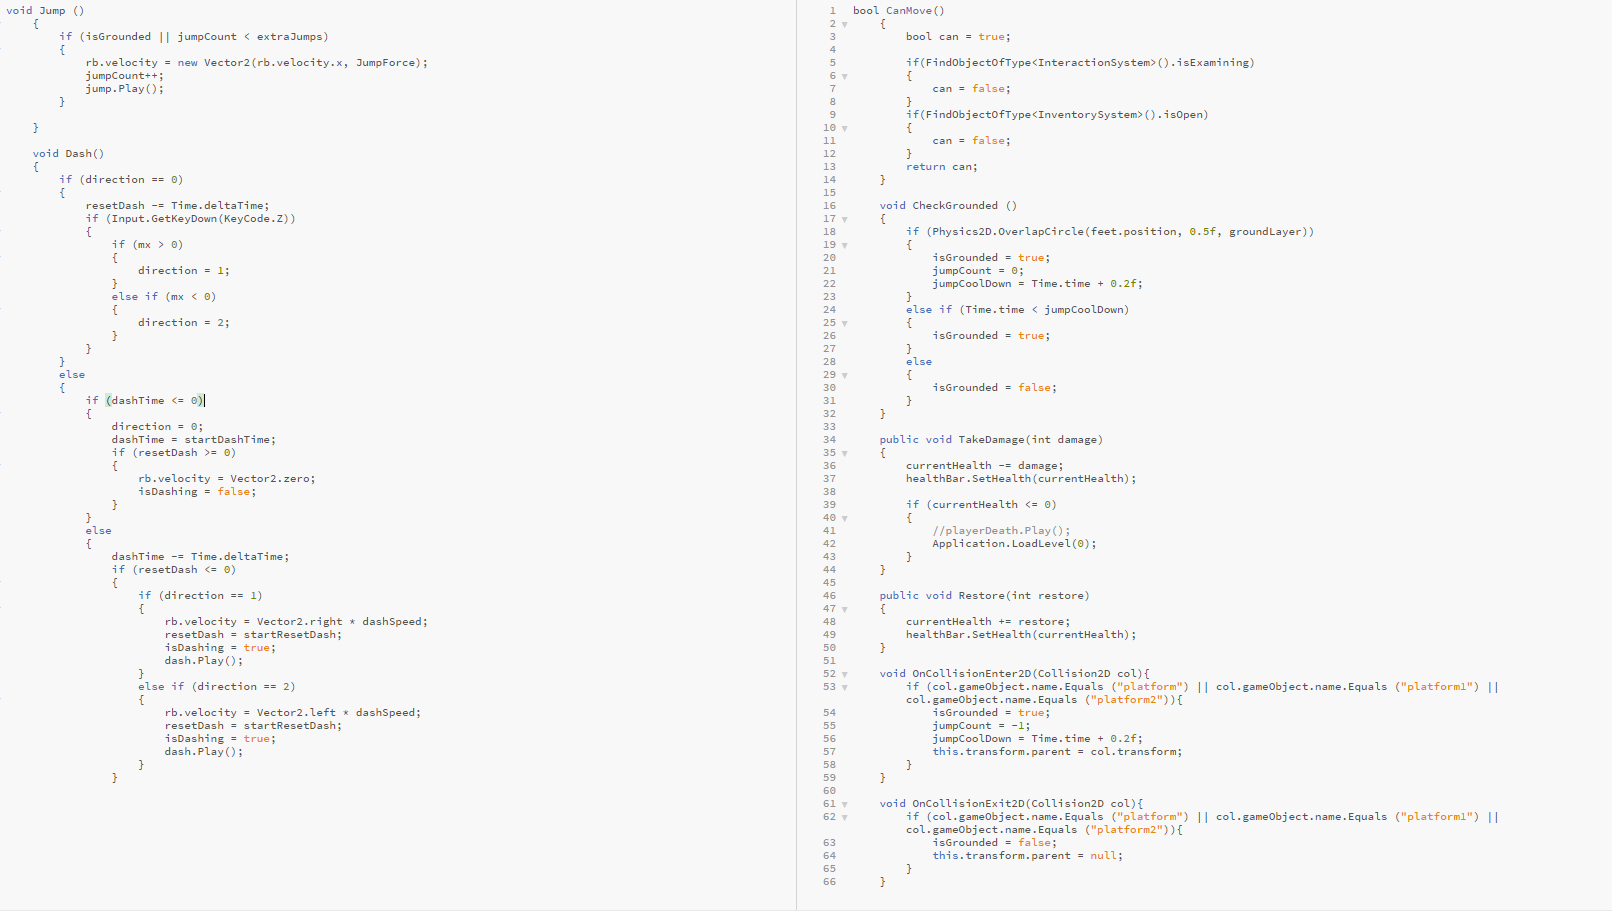 void Jump ()
{
if (isGrounded || jumpCount < extraJumps)
{
rb.velocity = new Vector2(rb.velocity.x, JumpForce);
jumpCount++;
jump.Play();
}
}
void Dash()
{
if (direction == 0)
{
resetDash -= Time.deltaTime;
if (Input.GetKeyDown(KeyCode.Z))
{
if (mx > 0)
{
direction = 1;
}
else if (mx < 0)
{
direction = 2;
}
}
}
else
{
if (dashTime <= 0)
{
direction = 0;
dashTime = startDashTime;
if (resetDash >= 0)
{
rb.velocity = Vector2.zero;
isDashing = false;
}
}
else
{
dashTime -= Time.deltaTime;
if (resetDash <= 0)
{
if (direction == 1)
{
rb.velocity = Vector2.right * dashSpeed;
resetDash = startResetDash;
isDashing = true;
dash.Play();
}
else if (direction == 2)
{
rb.velocity = Vector2.left * dashSpeed;
resetDash = startResetDash;
isDashing = true;
dash.Play();
}
}
1 bool CanMove()
2 {
3 bool can = true;
4
5 if(FindObjectOfType<InteractionSystem>().isExamining)
6 {
7 can = false;
8 }
9 if(FindObjectOfType<InventorySystem>().isOpen)
10 {
11 can = false;
12 }
13 return can;
14 }
15
16 void CheckGrounded ()
17 {
18 if (Physics2D.OverlapCircle(feet.position, 0.5f, groundLayer))
19 {
20 isGrounded = true;
21 jumpCount = 0;
22 jumpCoolDown = Time.time + 0.2f;
23 }
24 else if (Time.time < jumpCoolDown)
25 {
26 isGrounded = true;
27 }
28 else
29 {
30 isGrounded = false;
31 }
32 }
33
34 public void TakeDamage(int damage)
35 {
36 currentHealth -= damage;
37 healthBar.SetHealth(currentHealth);
38
39 if (currentHealth <= 0)
40 {
41 //playerDeath.Play();
42 Application.LoadLevel(0);
43 }
44 }
45
46 public void Restore(int restore)
47 {
48 currentHealth += restore;
49 healthBar.SetHealth(currentHealth);
50 }
51
52 void OnCollisionEnter2D(Collision2D col){
53 if (col.gameObject.name.Equals ("platform") || col.gameObject.name.Equals ("platform1") ||
col.gameObject.name.Equals ("platform2")){
54 isGrounded = true;
55 jumpCount = -1;
56 jumpCoolDown = Time.time + 0.2f;
57 this.transform.parent = col.transform;
58 }
59 }
60
61 void OnCollisionExit2D(Collision2D col){
62 if (col.gameObject.name.Equals ("platform") || col.gameObject.name.Equals ("platform1") ||
col.gameObject.name.Equals ("platform2")){
63 isGrounded = false;
64 this.transform.parent = null;
65 }
66 }